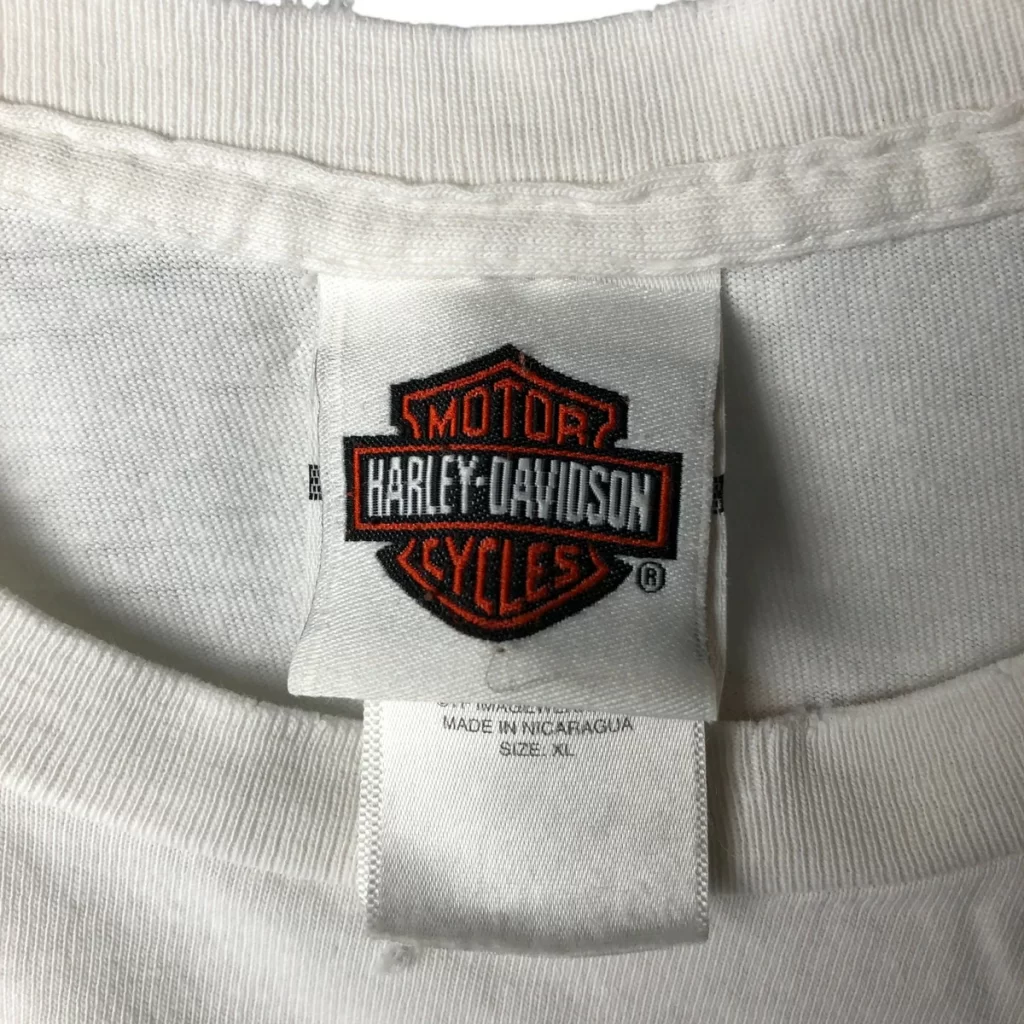 MOTOR
HARLEY-DAVIDSON
CYCLES
®
MADE IN NICARAGUA
SIZE: XL